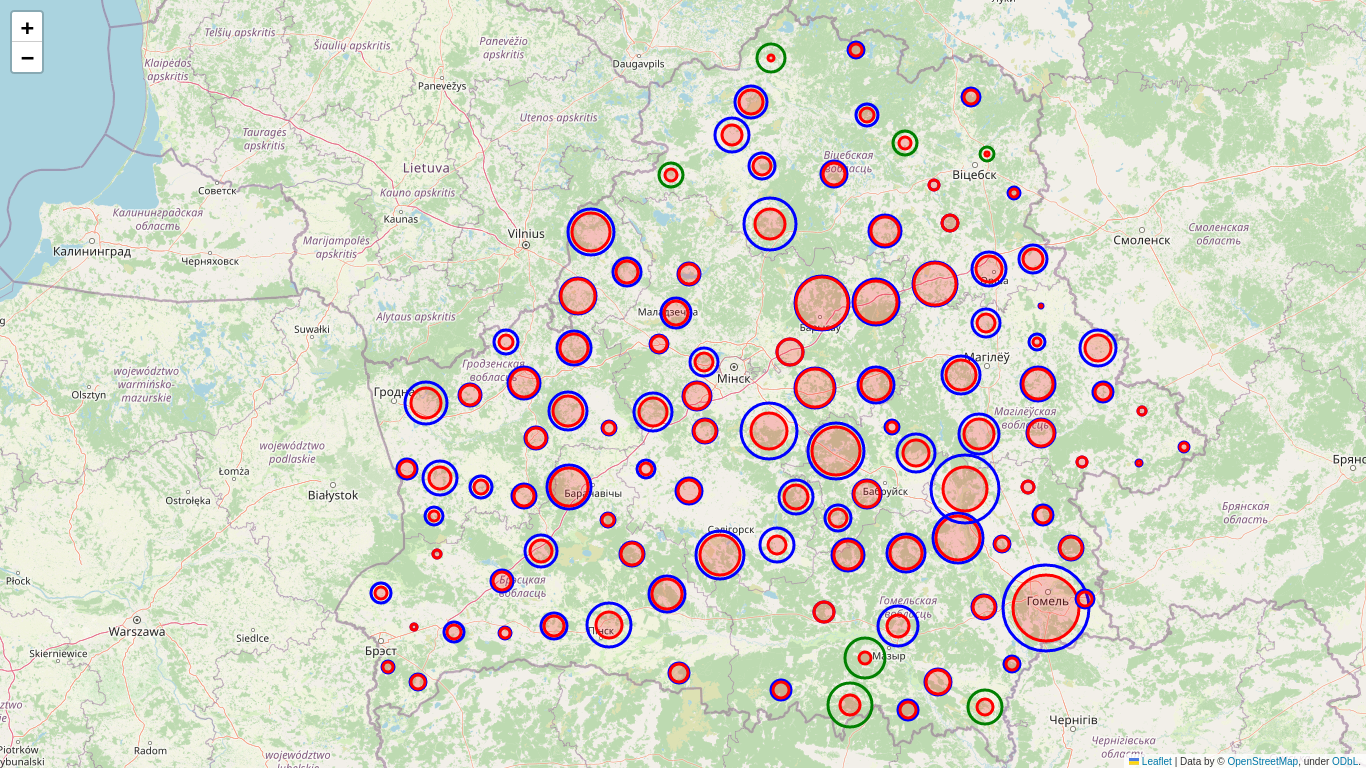 +
−
Telšių apskritis
Šiaulių apskritis
Panevėžio
apskritis
Луки
Klaipėdos
apskritis
Daugavpils
Panevėžys
Utenos apskritis
Tauragės
apskritis
Lietuva
Віцебская
вобласць
Віцебск
Советск
Kauno apskritis
Калининградская
область
Kaunas
Vilnius
Смоленск
Смоленская
область
Калининград
Черняховск
Marijampolės
apskritis
Орша
Alytaus apskritis
Маладзечна
Suwałki
Барысаў
Гродзенская
вобласць
Магілёў
Мінск
województwo
warmińsko-
mazurskie
Olsztyn
Гродна
Магілёўская
вобласць
województwo
podlaskie
Łomża
Бран
Ostrołęka
Białystok
Баранавічы
Бабруйск
Брянская
область
Салігорск
Płock
Брэсцкая
вобласць
Гомельская
вобласць
Гомель
Warszawa
Siedlce
Пінск
Skierniewice
Брэст
Мазыр
Чернігів
Piotrków
Trybunalski
Radom
województwo
lubelskie
Чернігівська
область
Leaflet | Data by © OpenStreetMap, under ODbL.